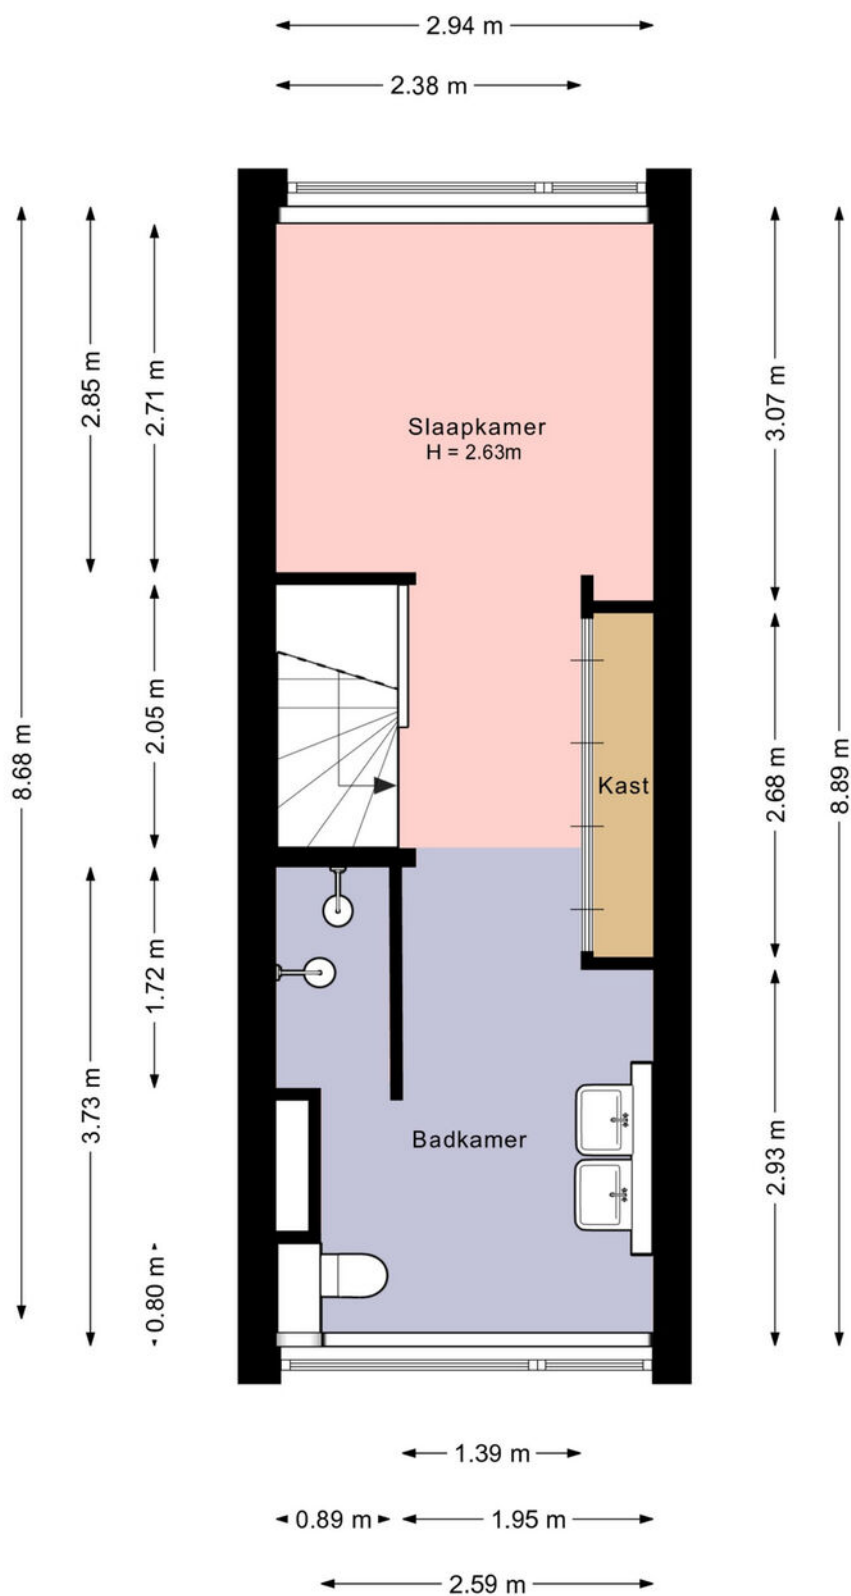 2.94 m
2.38 m
2.85 m
2.71 m
3.07 m
Slaapkamer
H = 2.63m
8.68 m
2.05 m
2.68 m
8.89 m
Kast
1.72 m
3.73 m
Badkamer
2.93 m
0.80 m
1.39 m
0.89 m
1.95 m
2.59 m